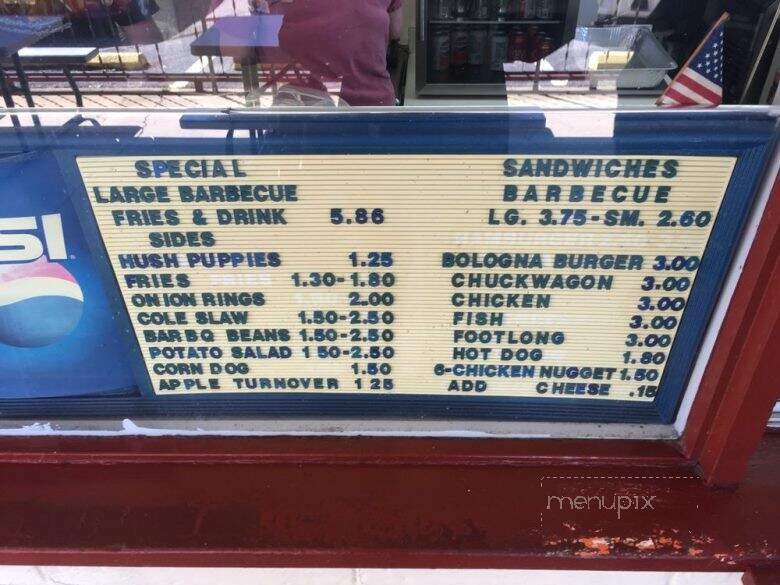 SPECIAL
LARGE BARBECUE
FRIES & DRINK 5.86
SIDES
HUSH PUPPIES 1.25
FRIES 1.30-1.80
ONION RINGS 2.00
COLE SLAW 1.50-2.50
BAR B Q BEANS 1.50-2.50
POTATO SALAD 1 50-2.50
CORN DOG 1.50
APPLE TURNOVER 1 25
SANDWICHES
BARBECUE
LG. 3.75-SM. 2.60
BOLOGNA BURGER 3.00
CHUCKWAGON 3.00
CHICKEN 3.00
FISH 3.00
FOOTLONG 3.00
HOT DOG 1.80
6-CHICKEN NUGGET 1.50
ADD CHEESE .15
SI
menupix